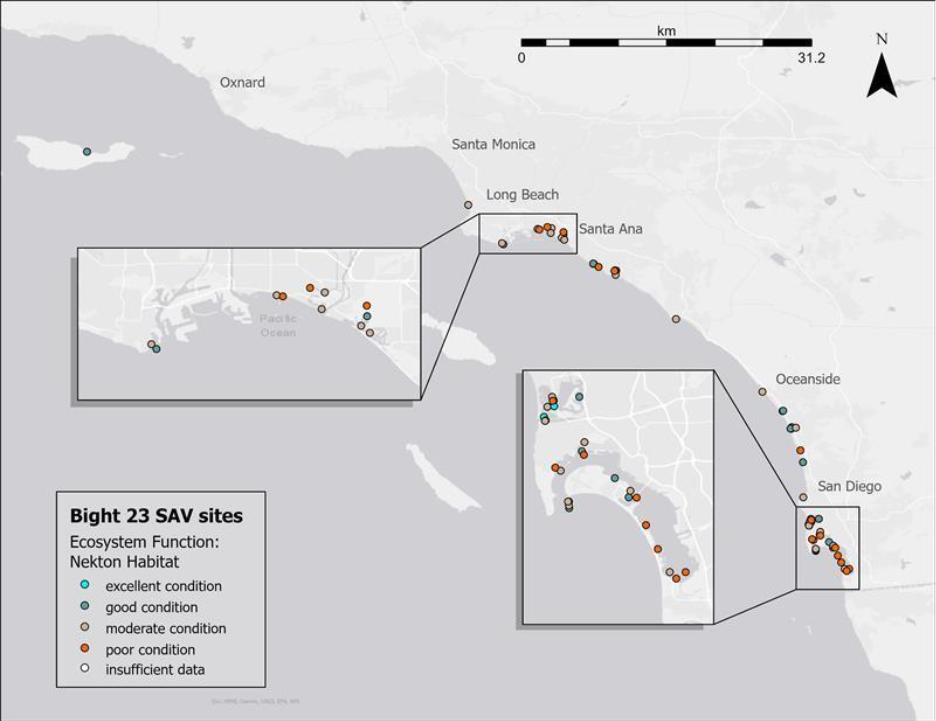 km
0
31.2
N
Oxnard
Santa Monica
Long Beach
Santa Ana
Pacific
Ocean
Oceanside
San Diego
Bight 23 SAV sites
Ecosystem Function:
Nekton Habitat
excellent condition
good condition
moderate condition
poor condition
insufficient data